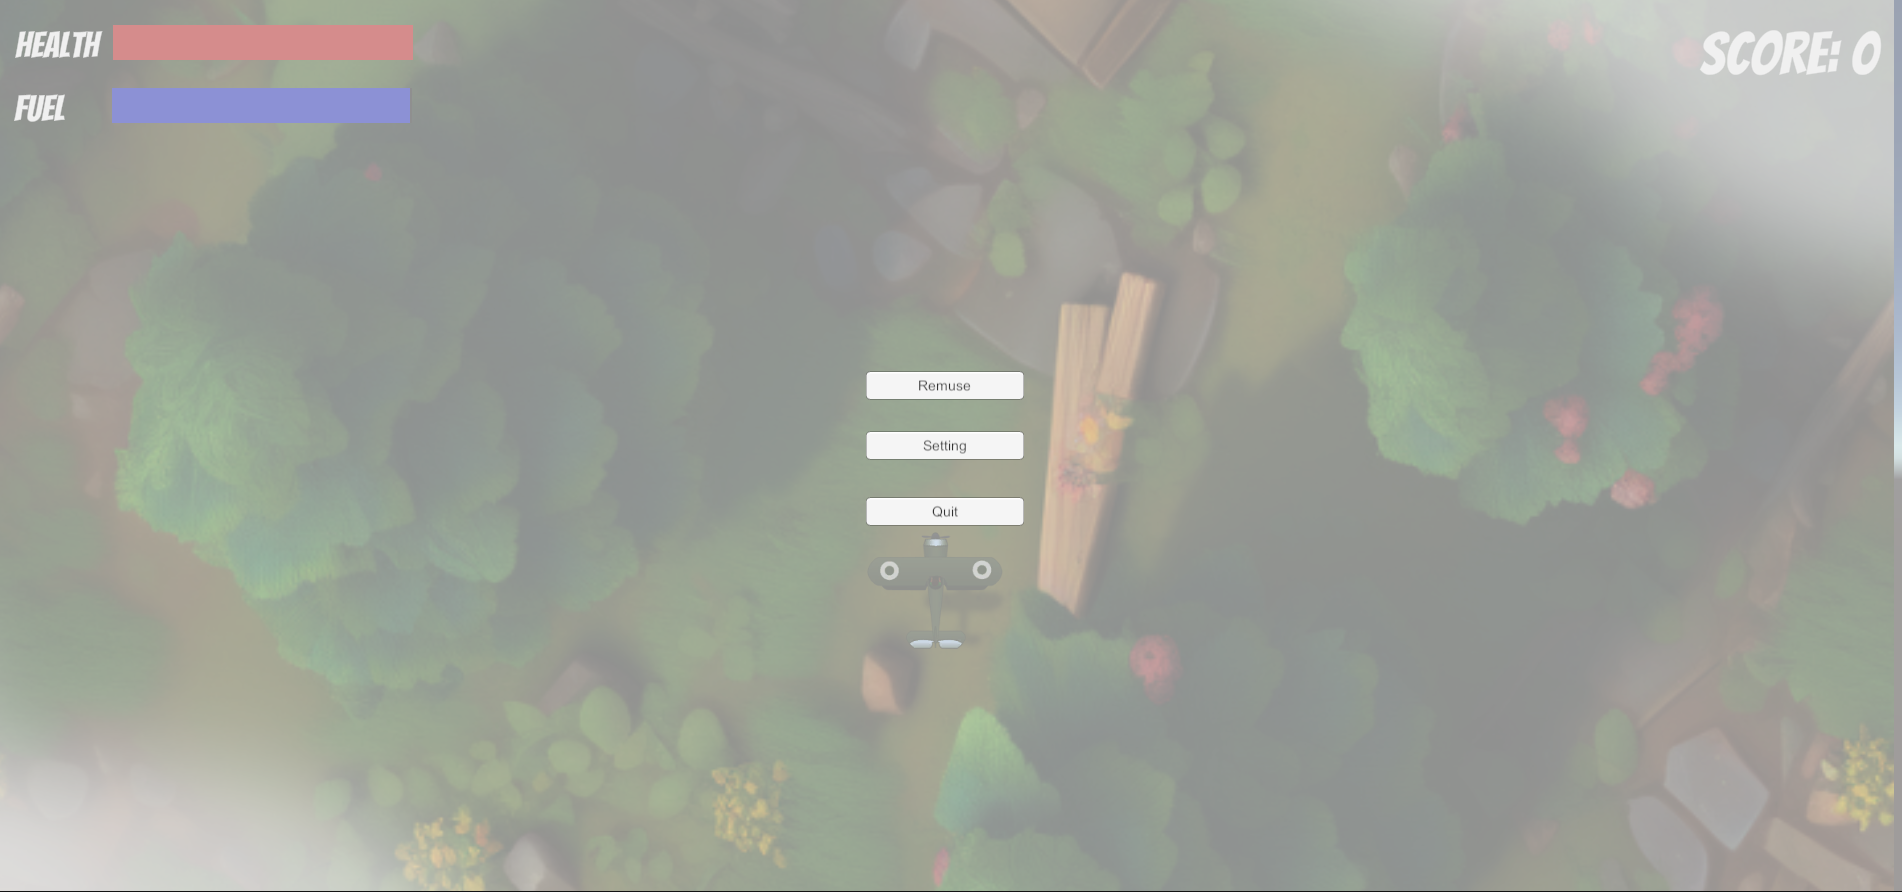 HEALTH
SCORE: 0
FUEL
Remuse
Setting
Quit